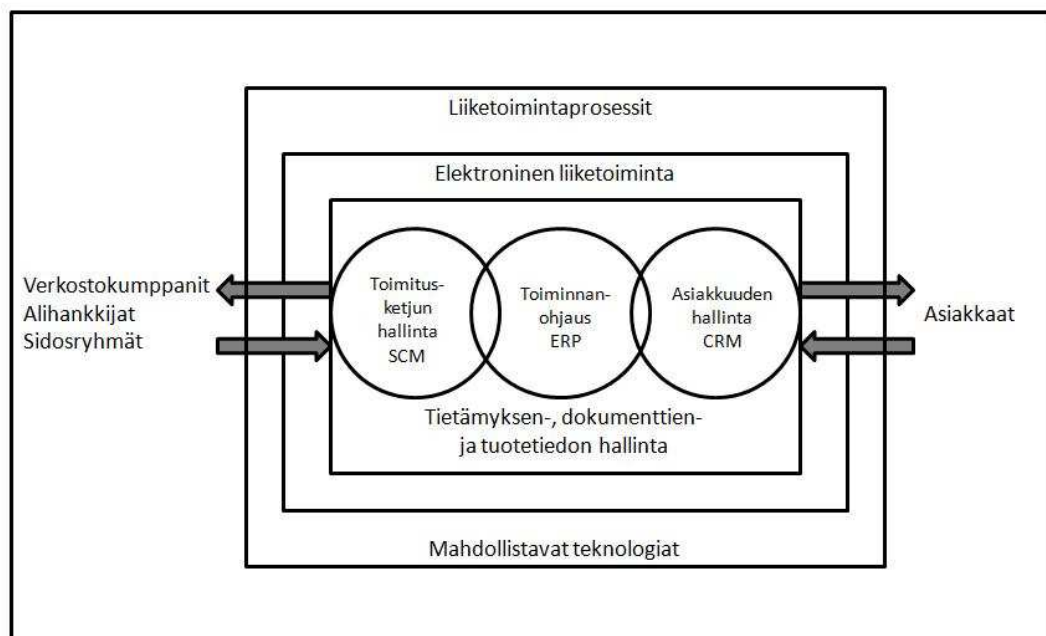 Liiketoimintaprosessit
Elektroninen liiketoiminta
Verkostokumppanit
Alihankkijat
Sidosryhmät
Toimitus-
ketjun
hallinta
SCM
Toiminnan-
ohjaus
ERP
Asiakkuuden
hallinta
CRM
Asiakkaat
Tietämyksen-, dokumenttien-
ja tuotetiedon hallinta
Mahdollistavat teknologiat